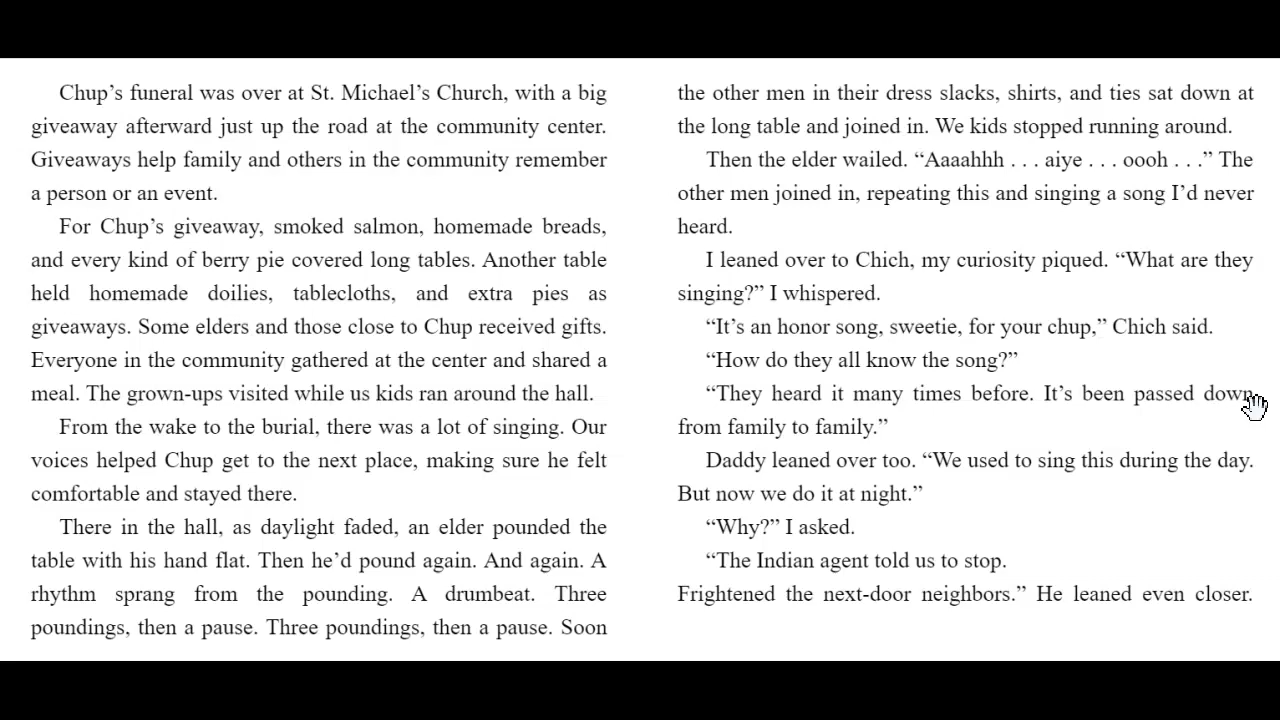 Chup’s funeral was over at St. Michael’s Church, with a big
giveaway afterward just up the road at the community center.
Giveaways help family and others in the community remember
a person or an event.
For Chup’s giveaway, smoked salmon, homemade breads,
and every kind of berry pie covered long tables. Another table
held homemade doilies, tablecloths, and extra pies as
giveaways. Some elders and those close to Chup received gifts.
Everyone in the community gathered at the center and shared a
meal. The grown-ups visited while us kids ran around the hall.
From the wake to the burial, there was a lot of singing. Our
voices helped Chup get to the next place, making sure he felt
comfortable and stayed there.
There in the hall, as daylight faded, an elder pounded the
table with his hand flat. Then he’d pound again. And again. A
rhythm sprang from the pounding. A drumbeat. Three
poundings, then a pause. Three poundings, then a pause. Soon
the other men in their dress slacks, shirts, and ties sat down at
the long table and joined in. We kids stopped running around.
Then the elder wailed. “Aaaahhh . . . aiye . . . oooh . . .” The
other men joined in, repeating this and singing a song I’d never
heard.
I leaned over to Chich, my curiosity piqued. “What are they
singing?” I whispered.
“It’s an honor song, sweetie, for your chup,” Chich said.
“How do they all know the song?”
“They heard it many times before. It’s been passed down
from family to family.”
Daddy leaned over too. “We used to sing this during the day.
But now we do it at night.”
“Why?” I asked.
“The Indian agent told us to stop.
Frightened the next-door neighbors.” He leaned even closer.